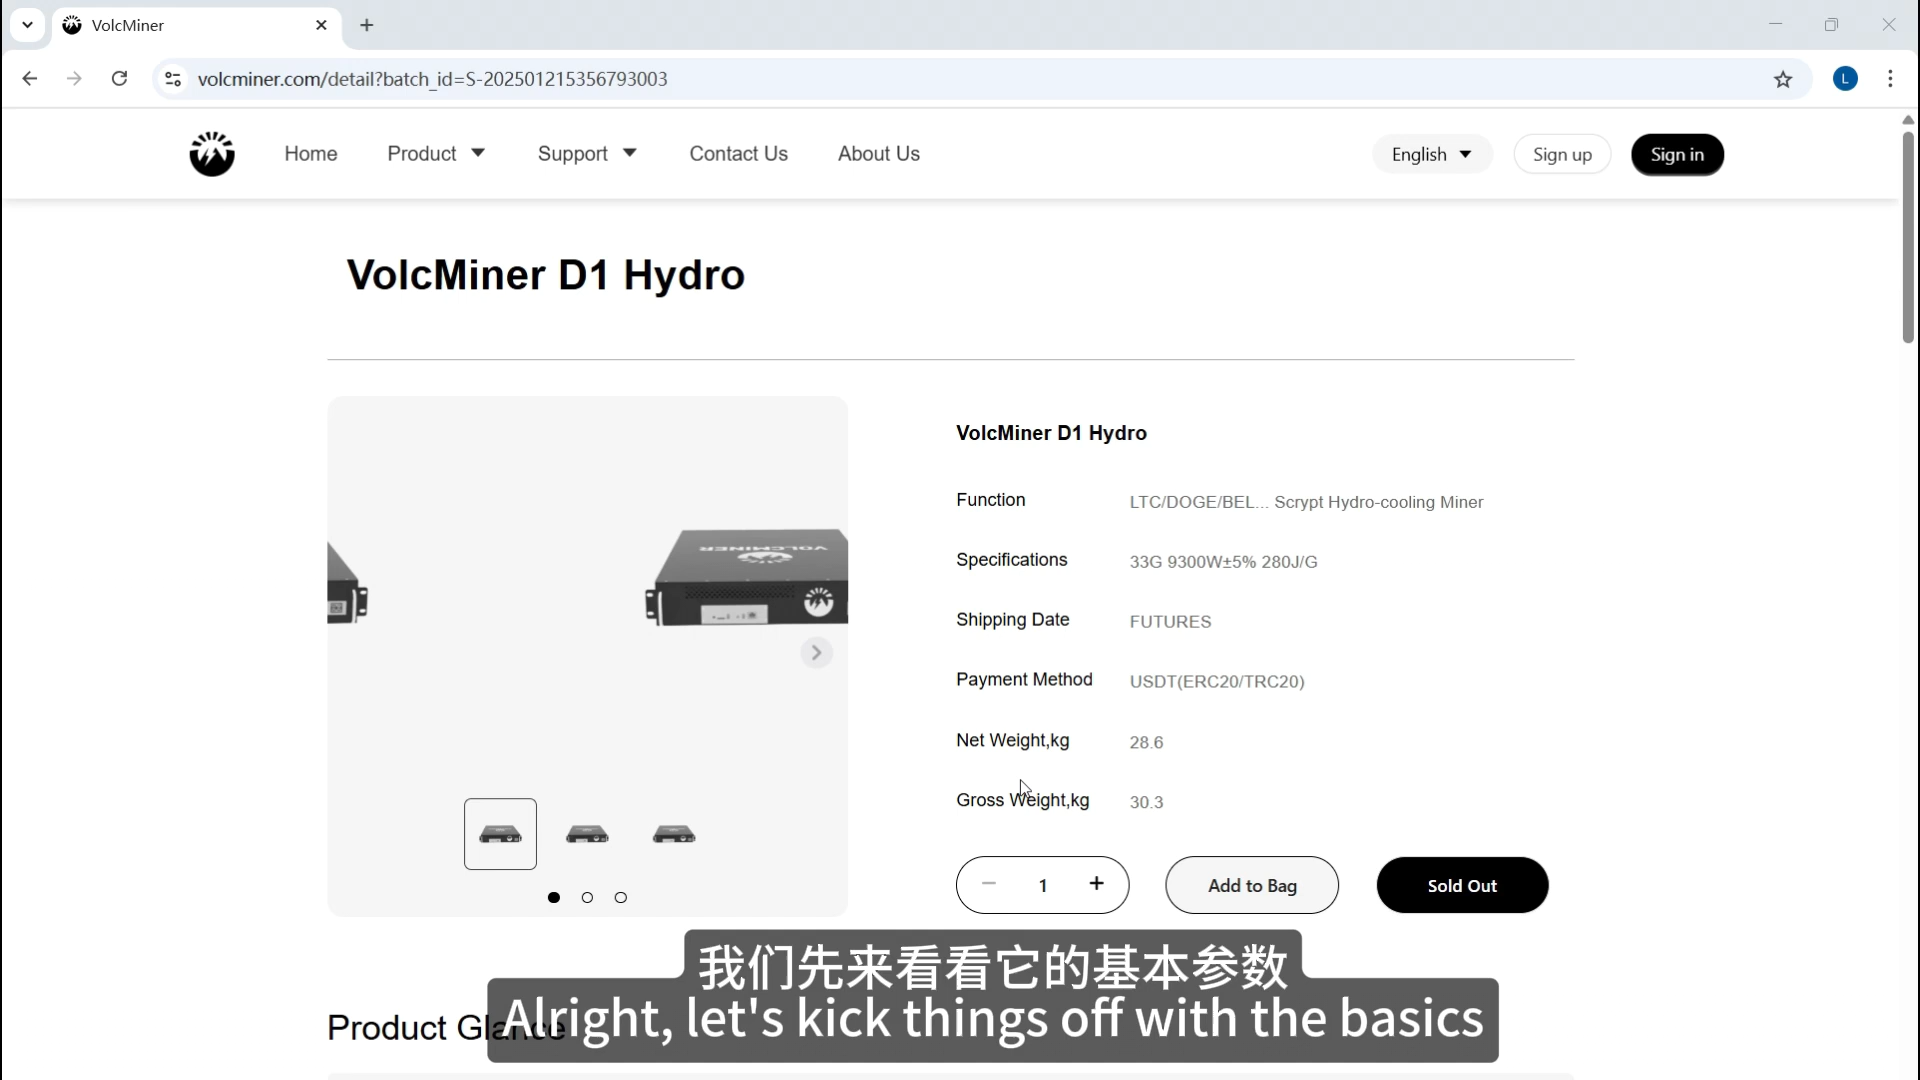 VolcMiner
volcminer.com/detail?batch_id=S-202501215356793003
L
Home
Product
Support
Contact Us
About Us
English
Sign up
Sign in
VolcMiner D1 Hydro
VOLCMINER
VolcMiner D1 Hydro
Function LTC/DOGE/BEL... Scrypt Hydro-cooling Miner
Specifications 33G 9300W±5% 280J/G
Shipping Date FUTURES
Payment Method USDT(ERC20/TRC20)
Net Weight,kg 28.6
Gross Weight,kg 30.3
− 1 +
Add to Bag
Sold Out
我们先来看看它的基本参数
Product Glance
Alright, let's kick things off with the basics